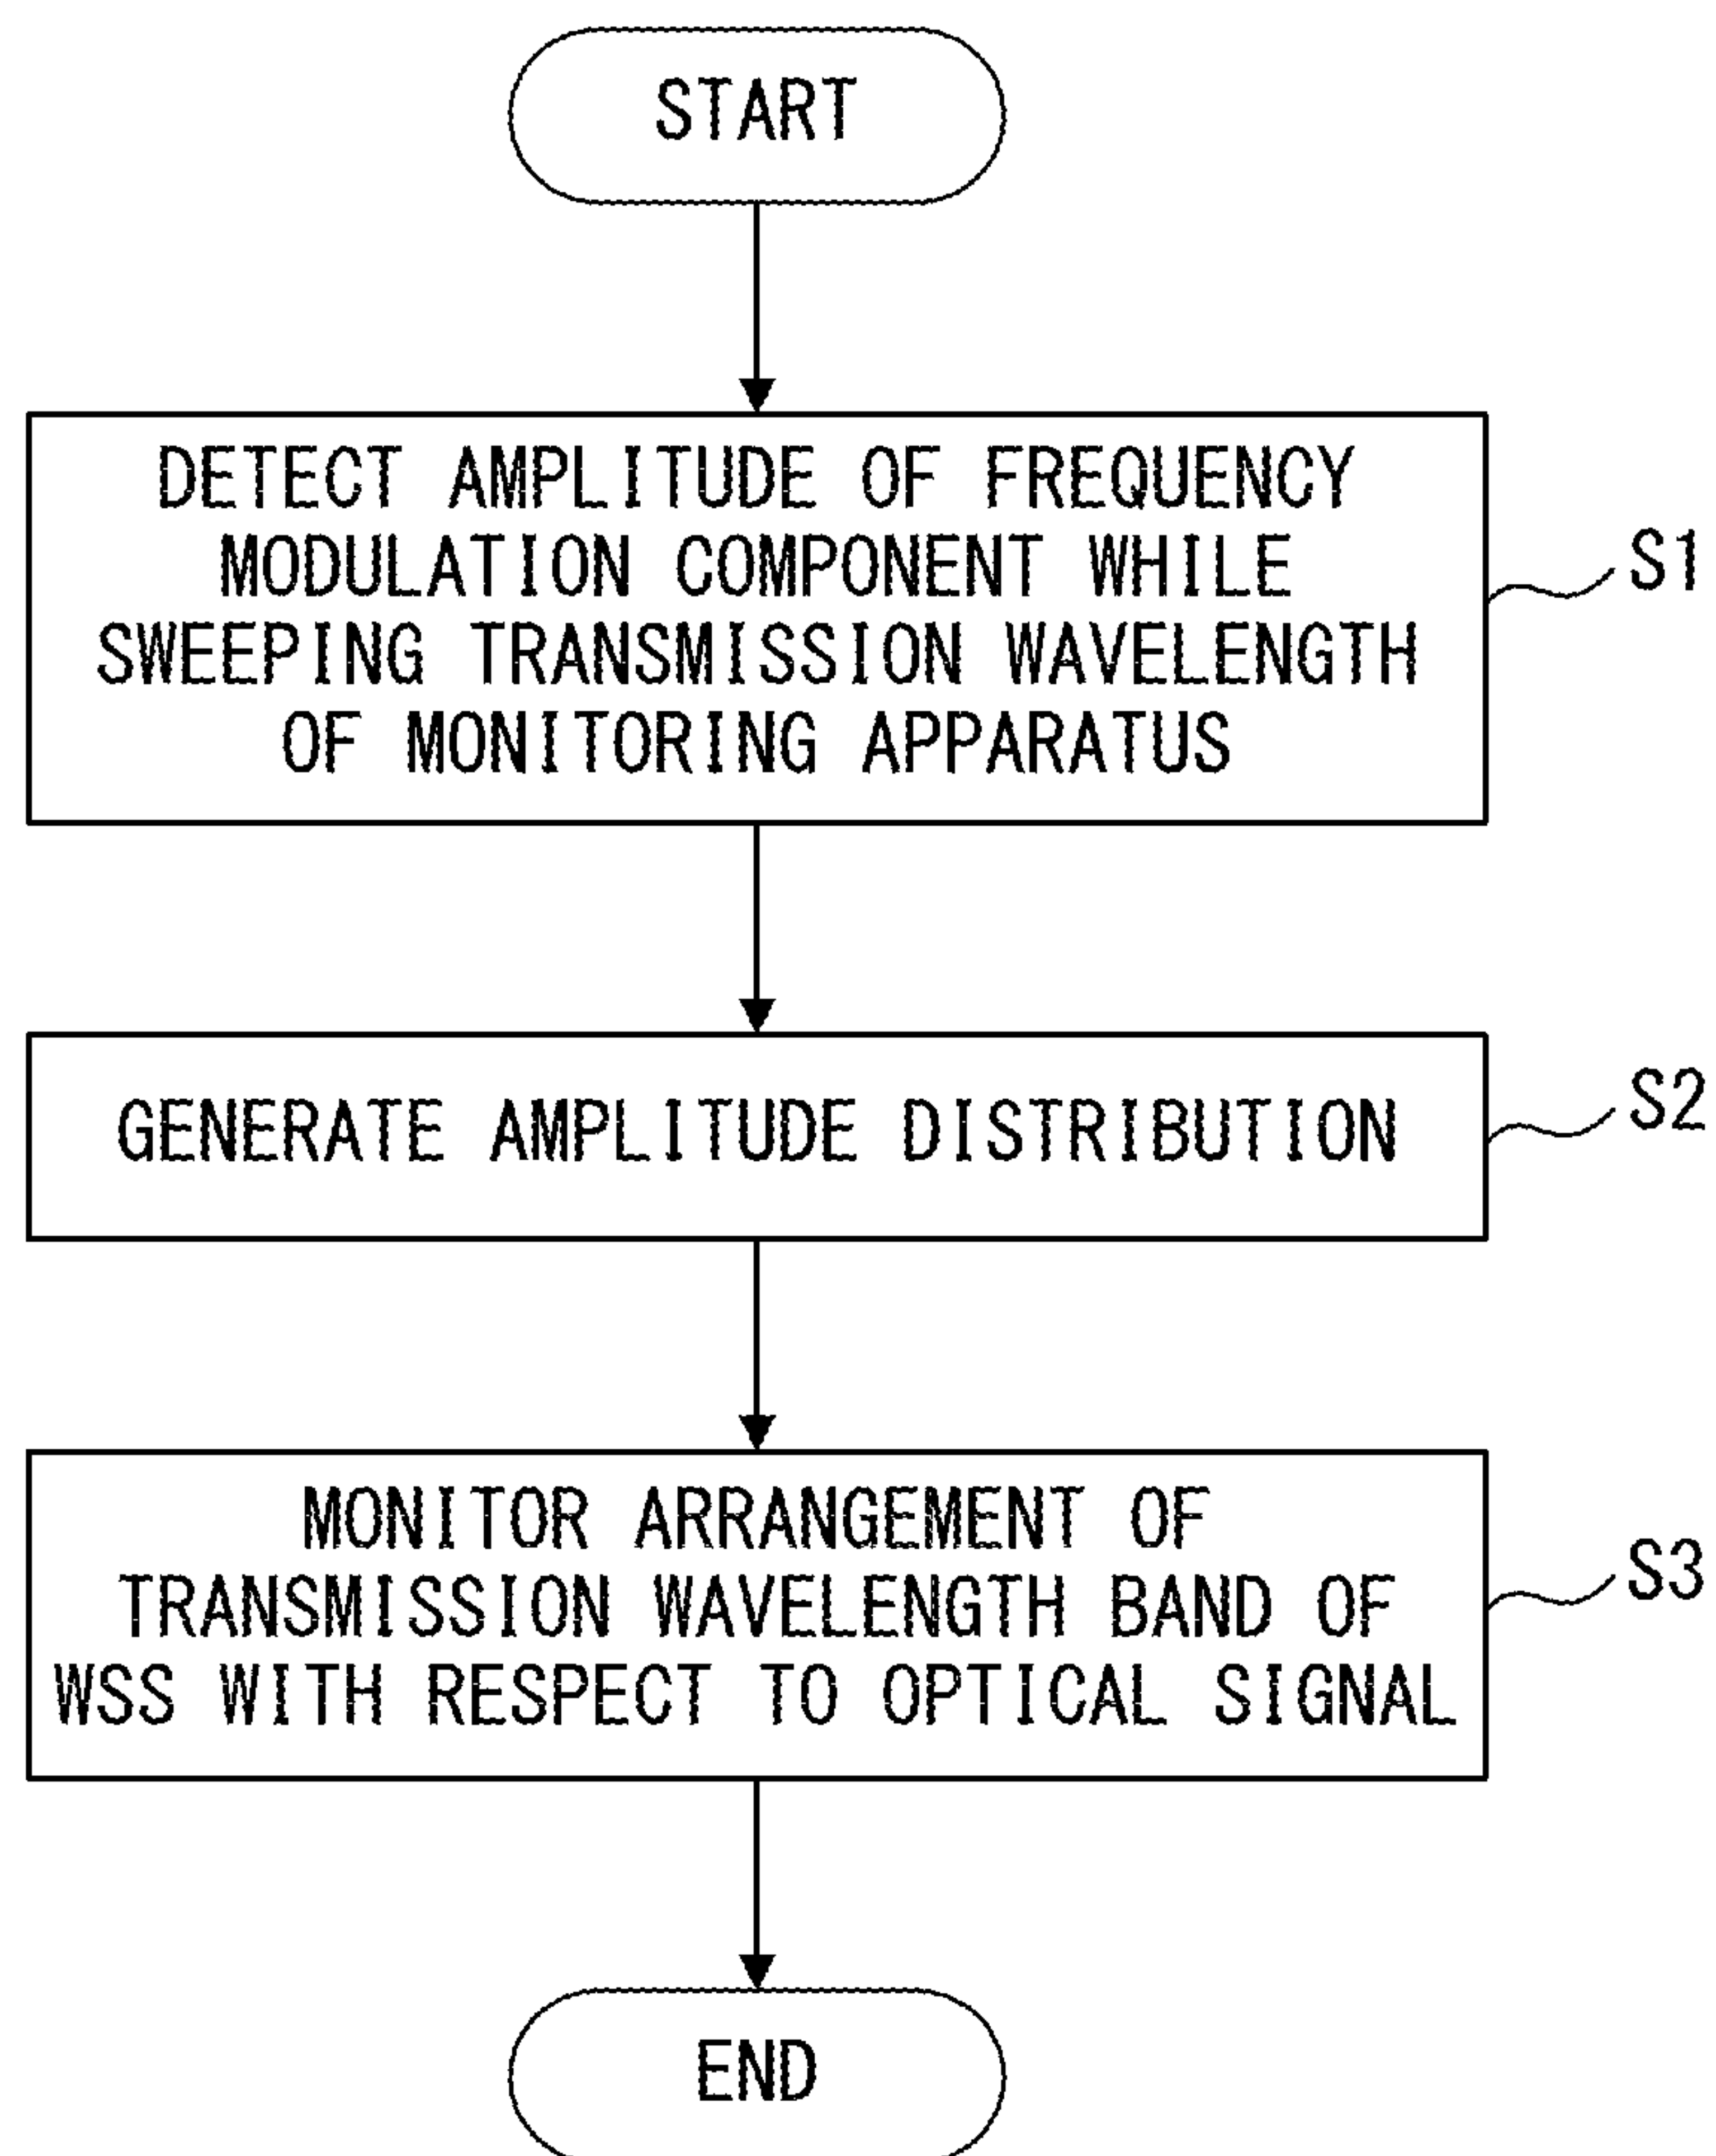 START
DETECT AMPLITUDE OF FREQUENCY
MODULATION COMPONENT WHILE
SWEEPING TRANSMISSION WAVELENGTH
OF MONITORING APPARATUS
S1
GENERATE AMPLITUDE DISTRIBUTION
S2
MONITOR ARRANGEMENT OF
TRANSMISSION WAVELENGTH BAND OF
WSS WITH RESPECT TO OPTICAL SIGNAL
S3
END